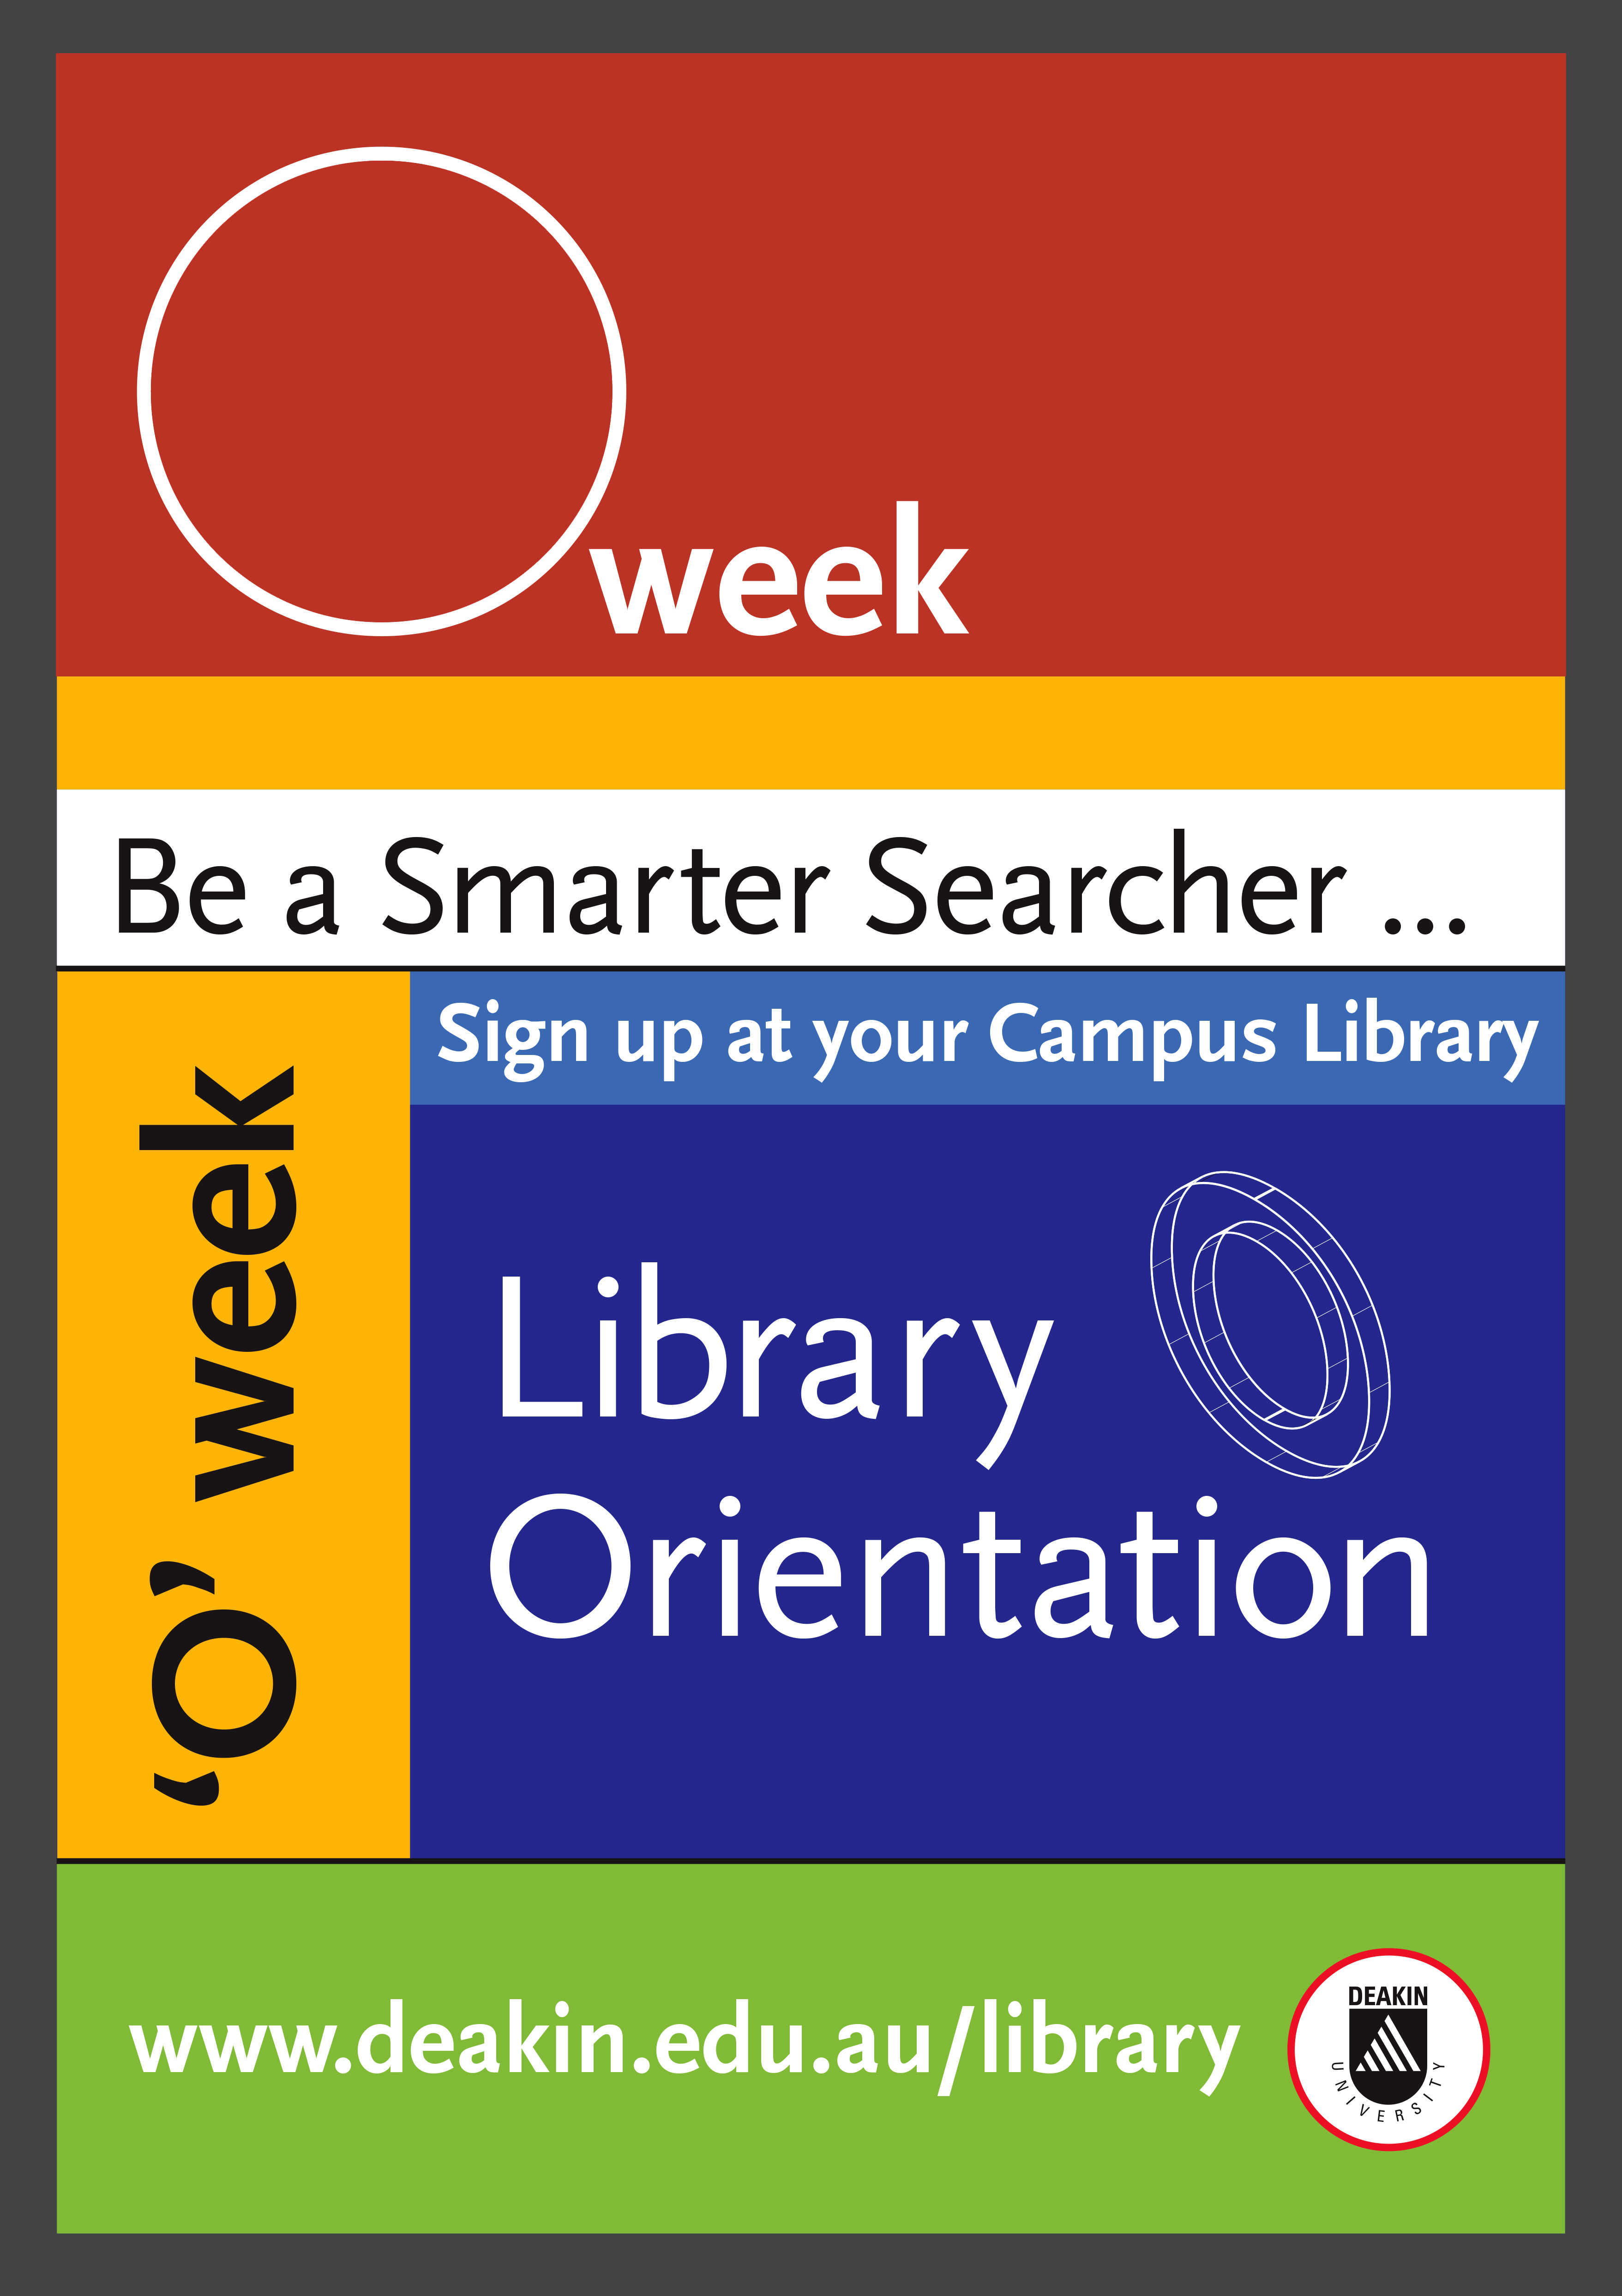 O week
Be a Smarter Searcher ...
Sign up at your Campus Library
‘O’ week
Library
Orientation
www.deakin.edu.au/library
DEAKIN
UNIVERSITY